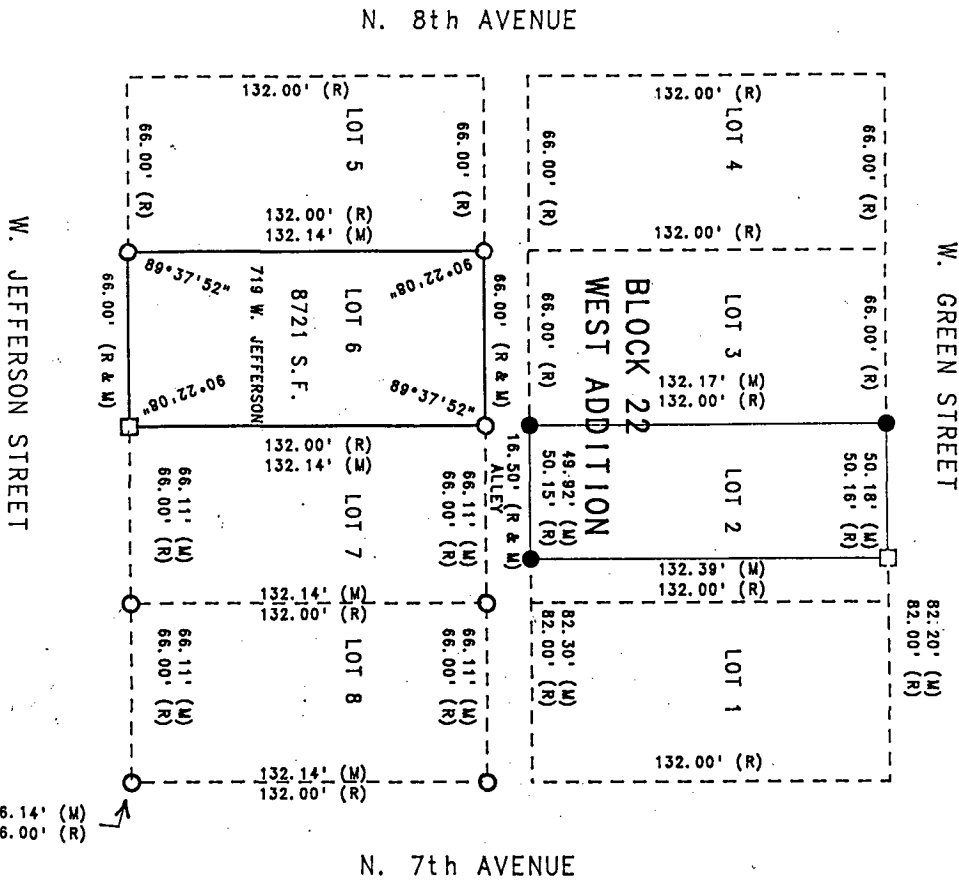 N. 8th AVENUE
132.00' (R)
132.00' (R)
LOT 5
66.00' (R)
66.00' (R)
LOT 4
66.00' (R)
66.00' (R)
132.00' (R)
132.14' (M)
132.00' (R)
W. JEFFERSON STREET
W. GREEN STREET
89°37'52"
90°22'08"
66.00' (R & M)
719 W. JEFFERSON
8721 S.F.
LOT 6
66.00' (R & M)
90°22'08"
89°37'52"
66.00' (R)
BLOCK 22
WEST ADDITION
LOT 3
66.00' (R)
132.17' (M)
132.00' (R)
132.00' (R)
132.14' (M)
66.11' (M)
66.00' (R)
LOT 7
66.11' (M)
66.00' (R)
ALLEY
16.50' (R & M)
49.92' (M)
50.15' (R)
LOT 2
50.18' (M)
50.16' (R)
132.39' (M)
132.00' (R)
132.14' (M)
132.00' (R)
66.11' (M)
66.00' (R)
LOT 8
66.11' (M)
66.00' (R)
82.30' (M)
82.00' (R)
LOT 1
82.20' (M)
82.00' (R)
132.14' (M)
132.00' (R)
132.00' (R)
6.14' (M)
6.00' (R)
N. 7th AVENUE